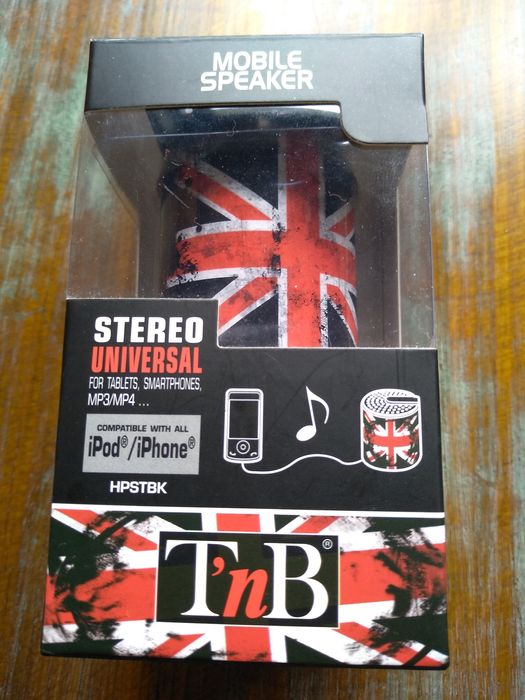 MOBILE
SPEAKER
STEREO
UNIVERSAL
FOR TABLETS, SMARTPHONES,
MP3/MP4 ...
COMPATIBLE WITH ALL
iPod®/iPhone®
HPSTBK
T'nB®